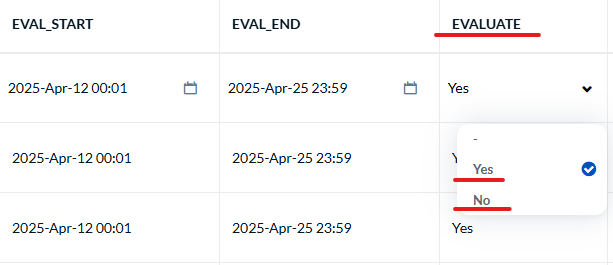 EVAL_START EVAL_END EVALUATE
2025-Apr-12 00:01 2025-Apr-25 23:59 Yes
-
Yes
No
2025-Apr-12 00:01 2025-Apr-25 23:59
2025-Apr-12 00:01 2025-Apr-25 23:59 Yes